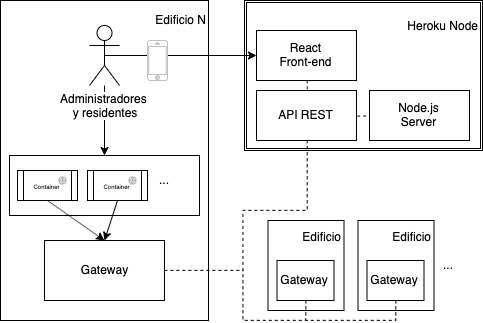 Edificio N
Heroku Node
React
Front-end
API REST
Node.js
Server
Administradores
y residentes
Container
Container
...
Gateway
Edificio
Gateway
Edificio
Gateway
...